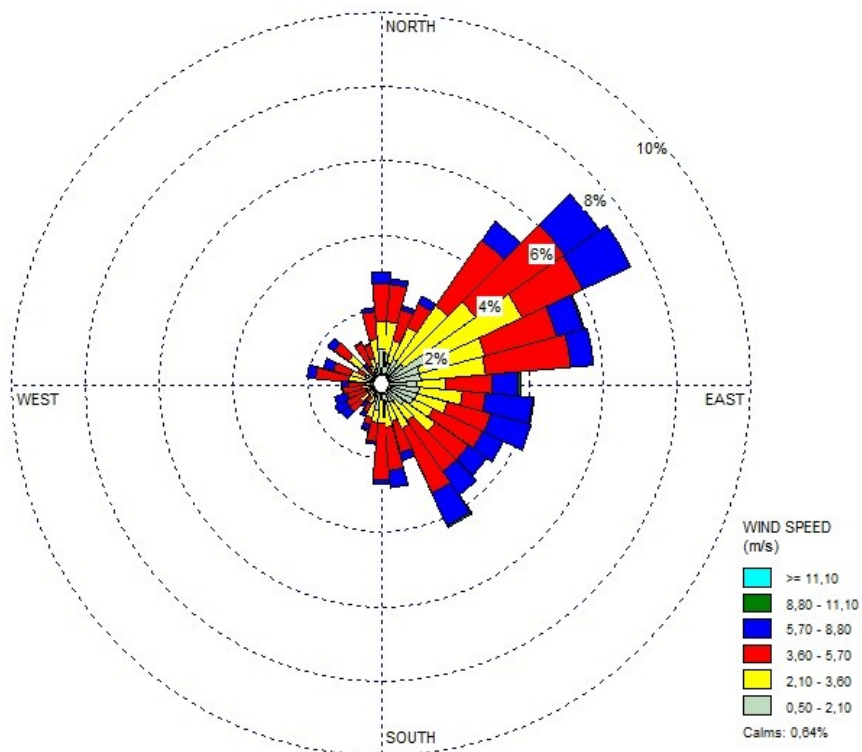 NORTH
10%
8%
6%
4%
2%
WEST
EAST
SOUTH
WIND SPEED
(m/s)
>= 11,10
8,80 - 11,10
5,70 - 8,80
3,60 - 5,70
2,10 - 3,60
0,50 - 2,10
Calms: 0,64%